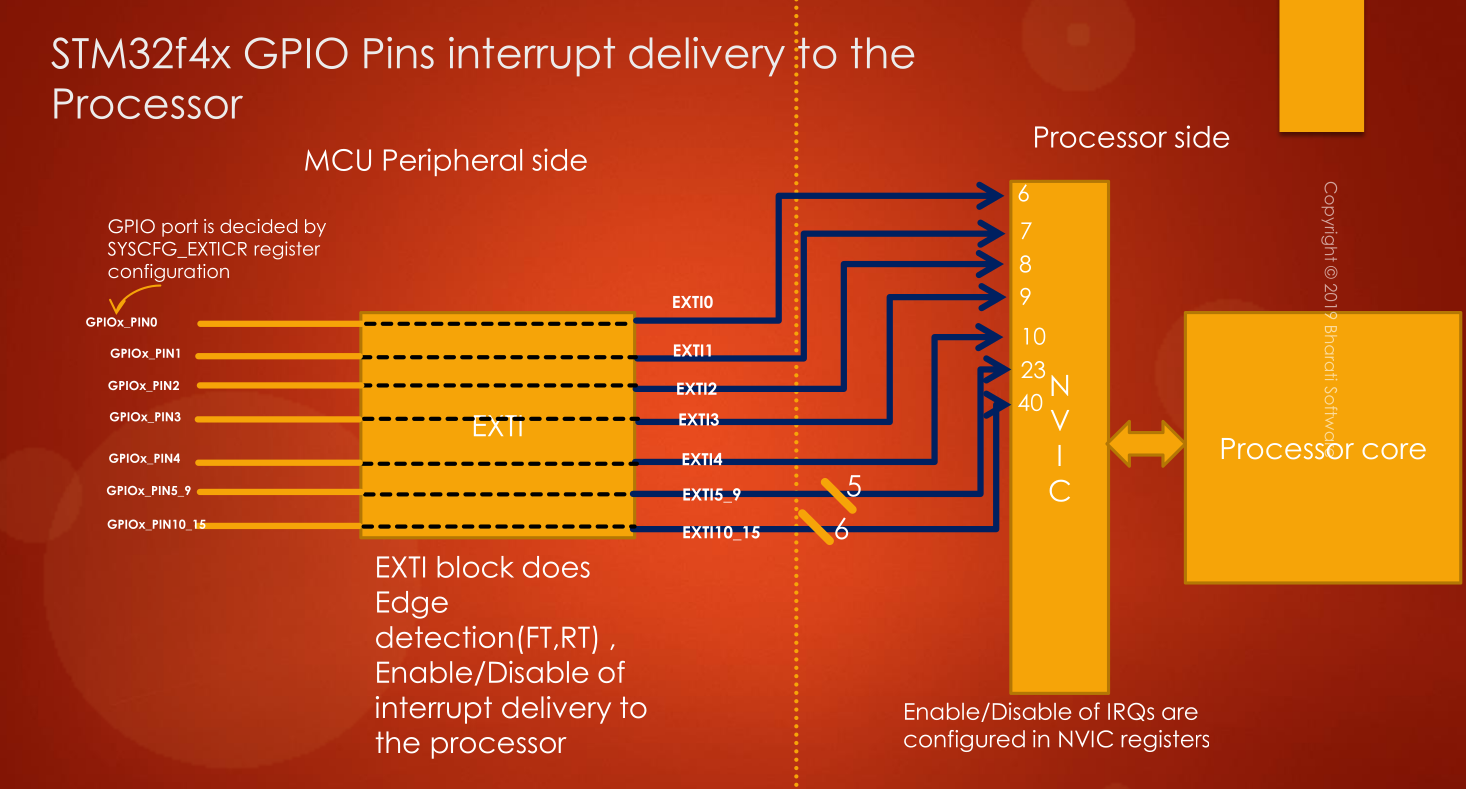 STM32f4x GPIO Pins interrupt delivery to the
Processor
MCU Peripheral side
Processor side
GPIO port is decided by
SYSCFG_EXTICR register
configuration
GPIOx_PIN0
GPIOx_PIN1
GPIOx_PIN2
GPIOx_PIN3
GPIOx_PIN4
GPIOx_PIN5_9
GPIOx_PIN10_15
EXTi
EXTI0
EXTI1
EXTI2
EXTI3
EXTI4
EXTI5_9
EXTI10_15
5
6
6
7
8
9
10
23
40
N
V
I
C
Processor core
EXTI block does
Edge
detection(FT,RT) ,
Enable/Disable of
interrupt delivery to
the processor
Enable/Disable of IRQs are
configured in NVIC registers
Copyright © 2019 Bharati Software